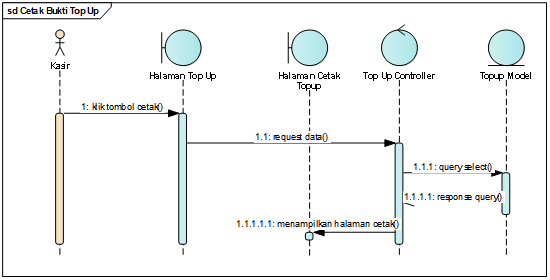 sd Cetak Bukti Top Up
Kasir
Halaman Top Up
Halaman Cetak
Topup
Top Up Controller
Topup Model
1: klik tombol cetak()
1.1: request data()
1.1.1: query select()
1.1.1.1: response query()
1.1.1.1.1: menampilkan halaman cetak()